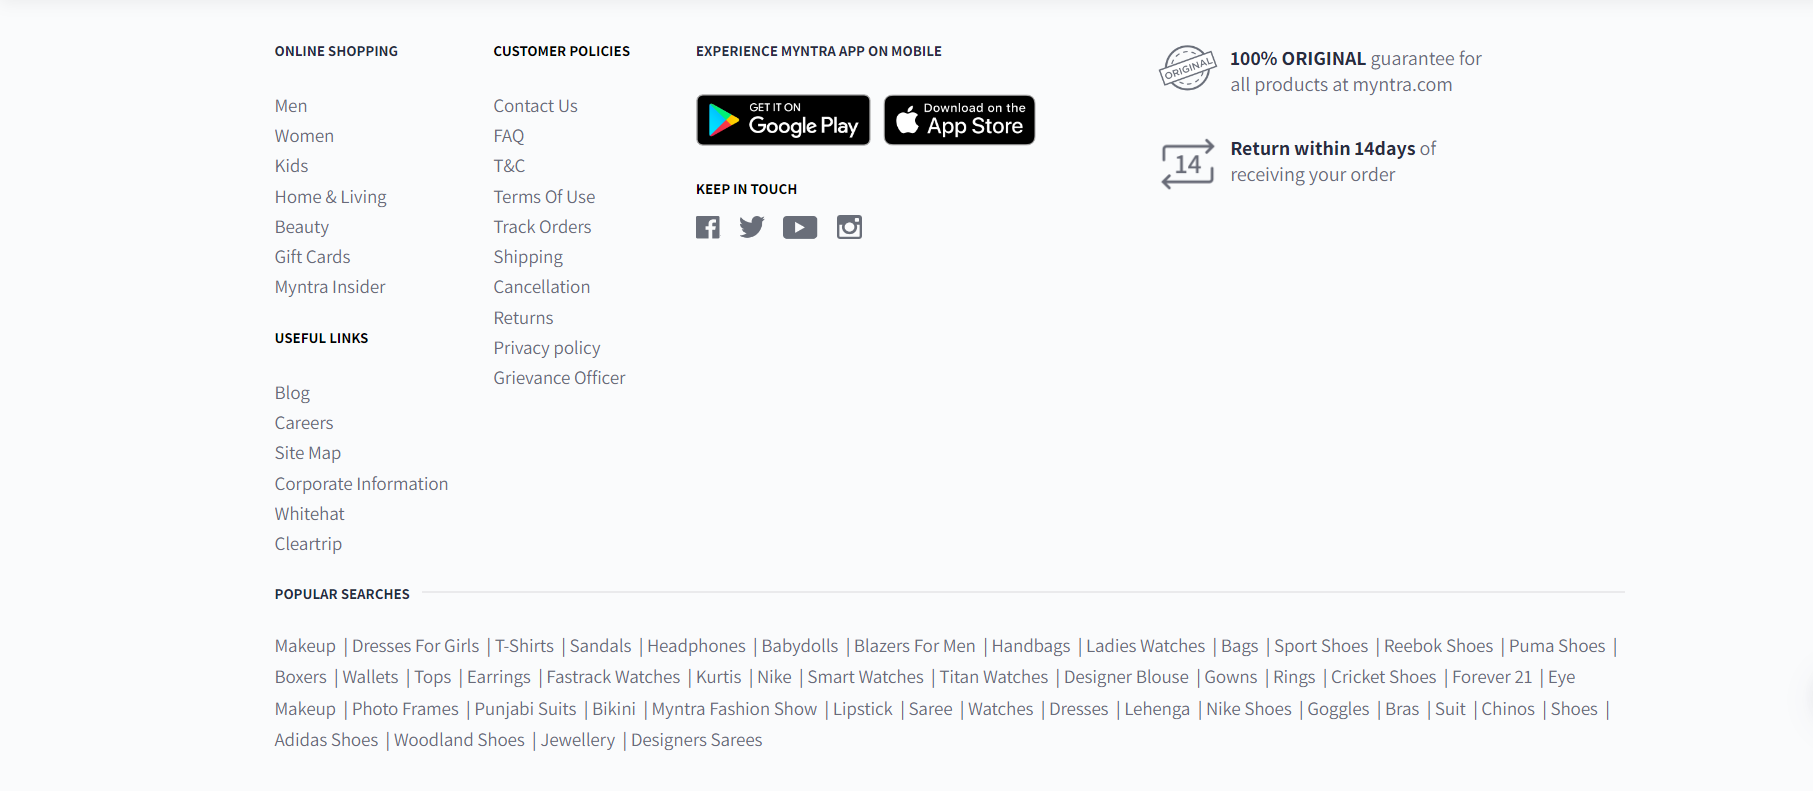 ONLINE SHOPPING
Men
Women
Kids
Home & Living
Beauty
Gift Cards
Myntra Insider
USEFUL LINKS
Blog
Careers
Site Map
Corporate Information
Whitehat
Cleartrip
CUSTOMER POLICIES
Contact Us
FAQ
T&C
Terms Of Use
Track Orders
Shipping
Cancellation
Returns
Privacy policy
Grievance Officer
EXPERIENCE MYNTRA APP ON MOBILE
GET IT ON
Google Play
Download on the
App Store
KEEP IN TOUCH
ORIGINAL
100% ORIGINAL guarantee for
all products at myntra.com
14
Return within 14days of
receiving your order
POPULAR SEARCHES
Makeup | Dresses For Girls | T-Shirts | Sandals | Headphones | Babydolls | Blazers For Men | Handbags | Ladies Watches | Bags | Sport Shoes | Reebok Shoes | Puma Shoes |
Boxers | Wallets | Tops | Earrings | Fastrack Watches | Kurtis | Nike | Smart Watches | Titan Watches | Designer Blouse | Gowns | Rings | Cricket Shoes | Forever 21 | Eye
Makeup | Photo Frames | Punjabi Suits | Bikini | Myntra Fashion Show | Lipstick | Saree | Watches | Dresses | Lehenga | Nike Shoes | Goggles | Bras | Suit | Chinos | Shoes |
Adidas Shoes | Woodland Shoes | Jewellery | Designers Sarees